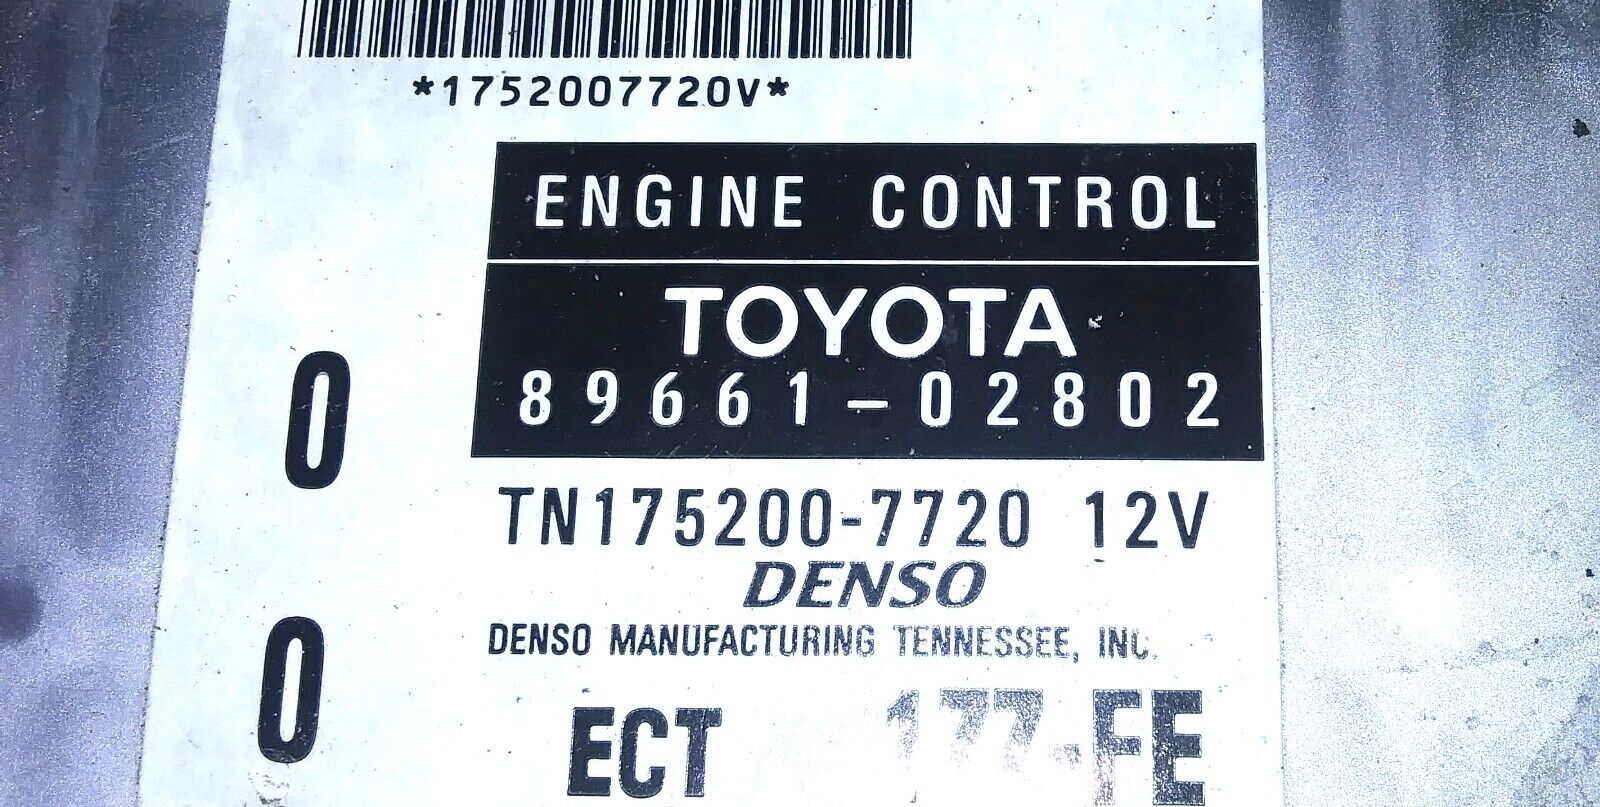 *1752007720V*
ENGINE CONTROL
TOYOTA
89661-02802
0
TN175200-7720 12V
DENSO
DENSO MANUFACTURING TENNESSEE, INC.
0
ECT